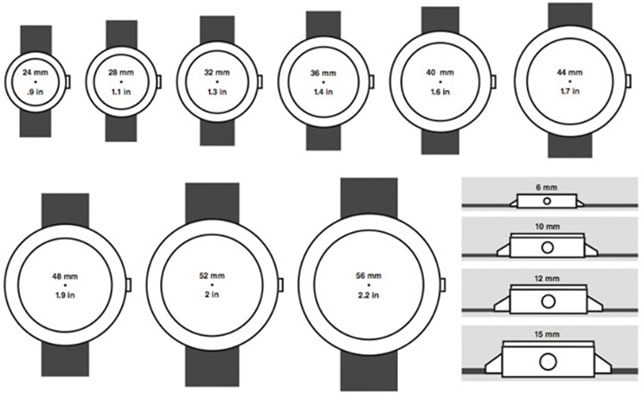 24 mm
.9 in
28 mm
1.1 in
32 mm
1.3 in
36 mm
1.4 in
40 mm
1.6 in
44 mm
1.7 in
48 mm
1.9 in
52 mm
2 in
56 mm
2.2 in
6 mm
10 mm
12 mm
15 mm